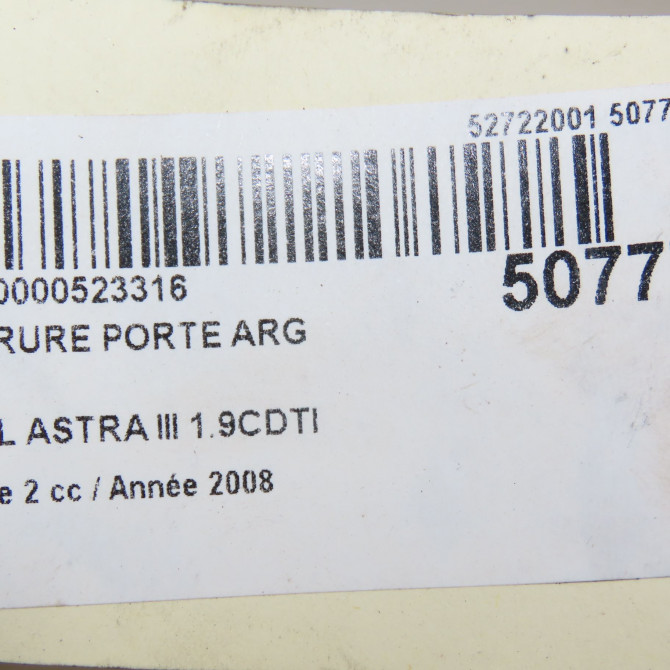 52722001 5077
0000523316
5077
RURE PORTE ARG
L ASTRA III 1.9CDTI
e 2 cc / Année 2008